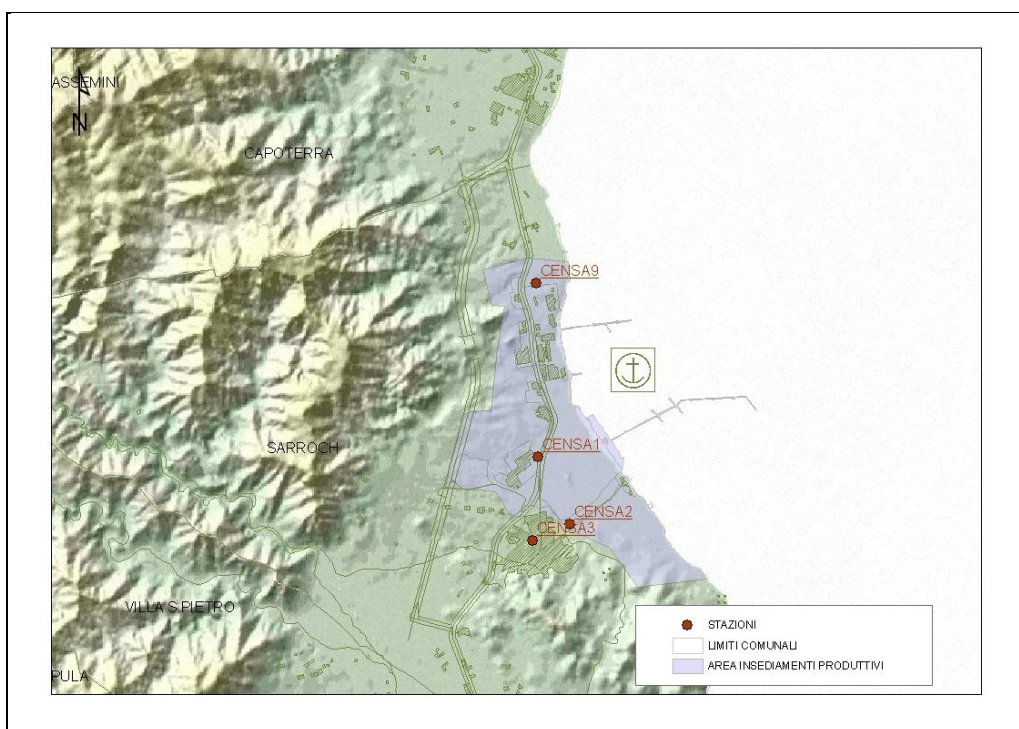 ASSEMINI
N
CAPOTERRA
CENSA9
SARROCH
CENSA1
CENSA2
CENSA3
VILLA S.PIETRO
PULA
STAZIONI
LIMITI COMUNALI
AREA INSEDIAMENTI PRODUTTIVI